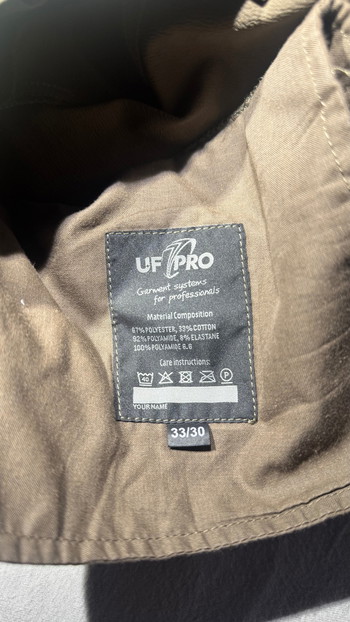 UF PRO
Garment systems
for professionals
Material Composition
67% POLYESTER, 33% COTTON
92% POLYAMIDE, 8% ELASTANE
100% POLYAMIDE 6.6
Care instructions:
40 P
YOUR NAME
33/30